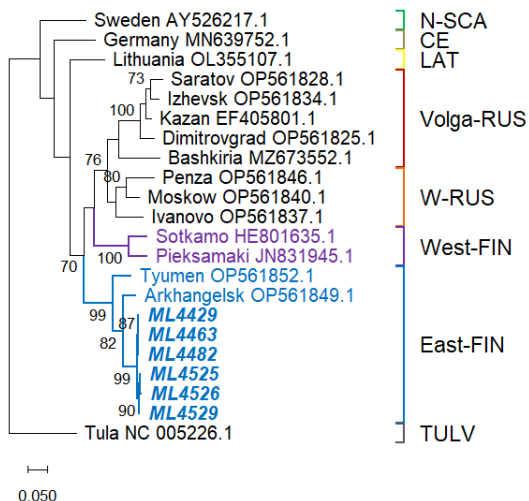 Sweden AY526217.1
N-SCA
Germany MN639752.1
CE
Lithuania OL355107.1
LAT
73
Saratov OP561828.1
Izhevsk OP561834.1
100
Kazan EF405801.1
Volga-RUS
Dimitrovgrad OP561825.1
76
Bashkiria MZ673552.1
80
Penza OP561846.1
Moskow OP561840.1
W-RUS
Ivanovo OP561837.1
Sotkamo HE801635.1
West-FIN
100
Pieksamaki JN831945.1
70
Tyumen OP561852.1
Arkhangelsk OP561849.1
99
87
ML4429
82
ML4463
East-FIN
ML4482
99
ML4525
ML4526
90
ML4529
Tula NC 005226.1
TULV
0.050